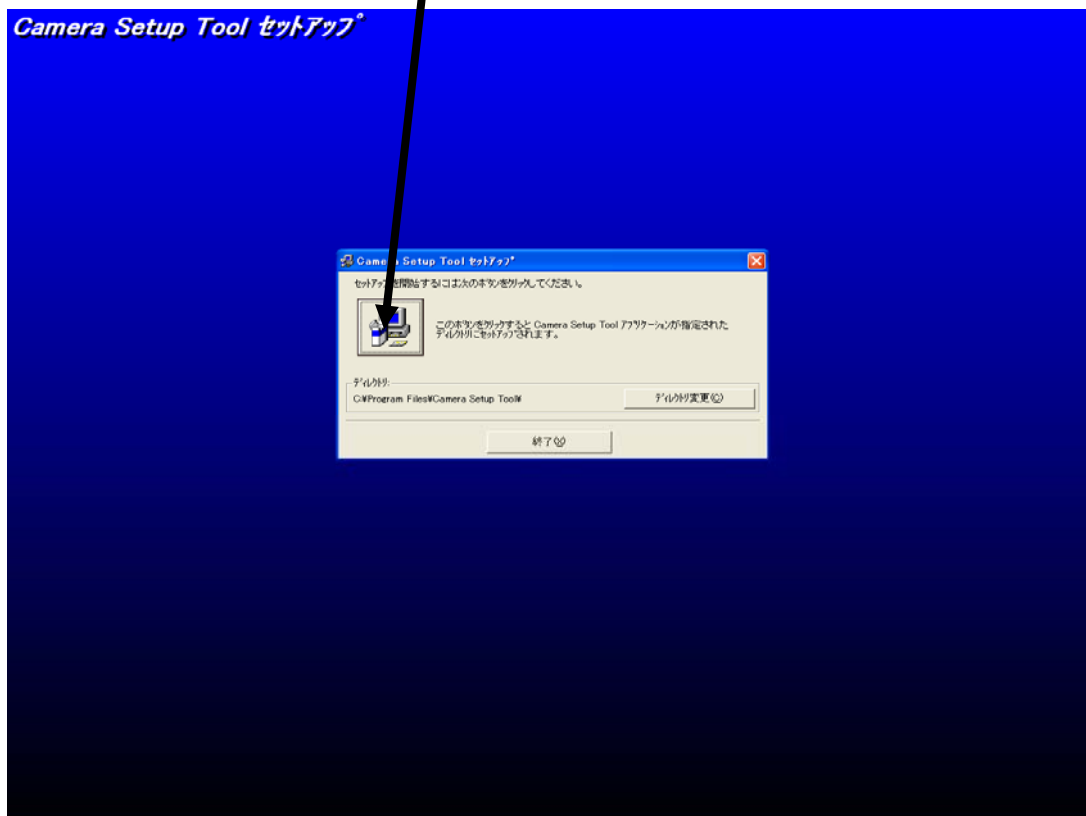 Camera Setup Tool ｾｯﾄｱｯﾌﾟ
Camera Setup Tool ｾｯﾄｱｯﾌﾟ
ｾｯﾄｱｯﾌﾟを開始するには次のﾎﾞﾀﾝをｸﾘｯｸしてください。
このﾎﾞﾀﾝをｸﾘｯｸすると Camera Setup Tool ｱﾌﾟﾘｹｰｼｮﾝが指定された
ﾃﾞｨﾚｸﾄﾘにｾｯﾄｱｯﾌﾟされます。
ﾃﾞｨﾚｸﾄﾘ:
C:¥Program Files¥Camera Setup Tool¥
ﾃﾞｨﾚｸﾄﾘ変更(C)
終了(X)